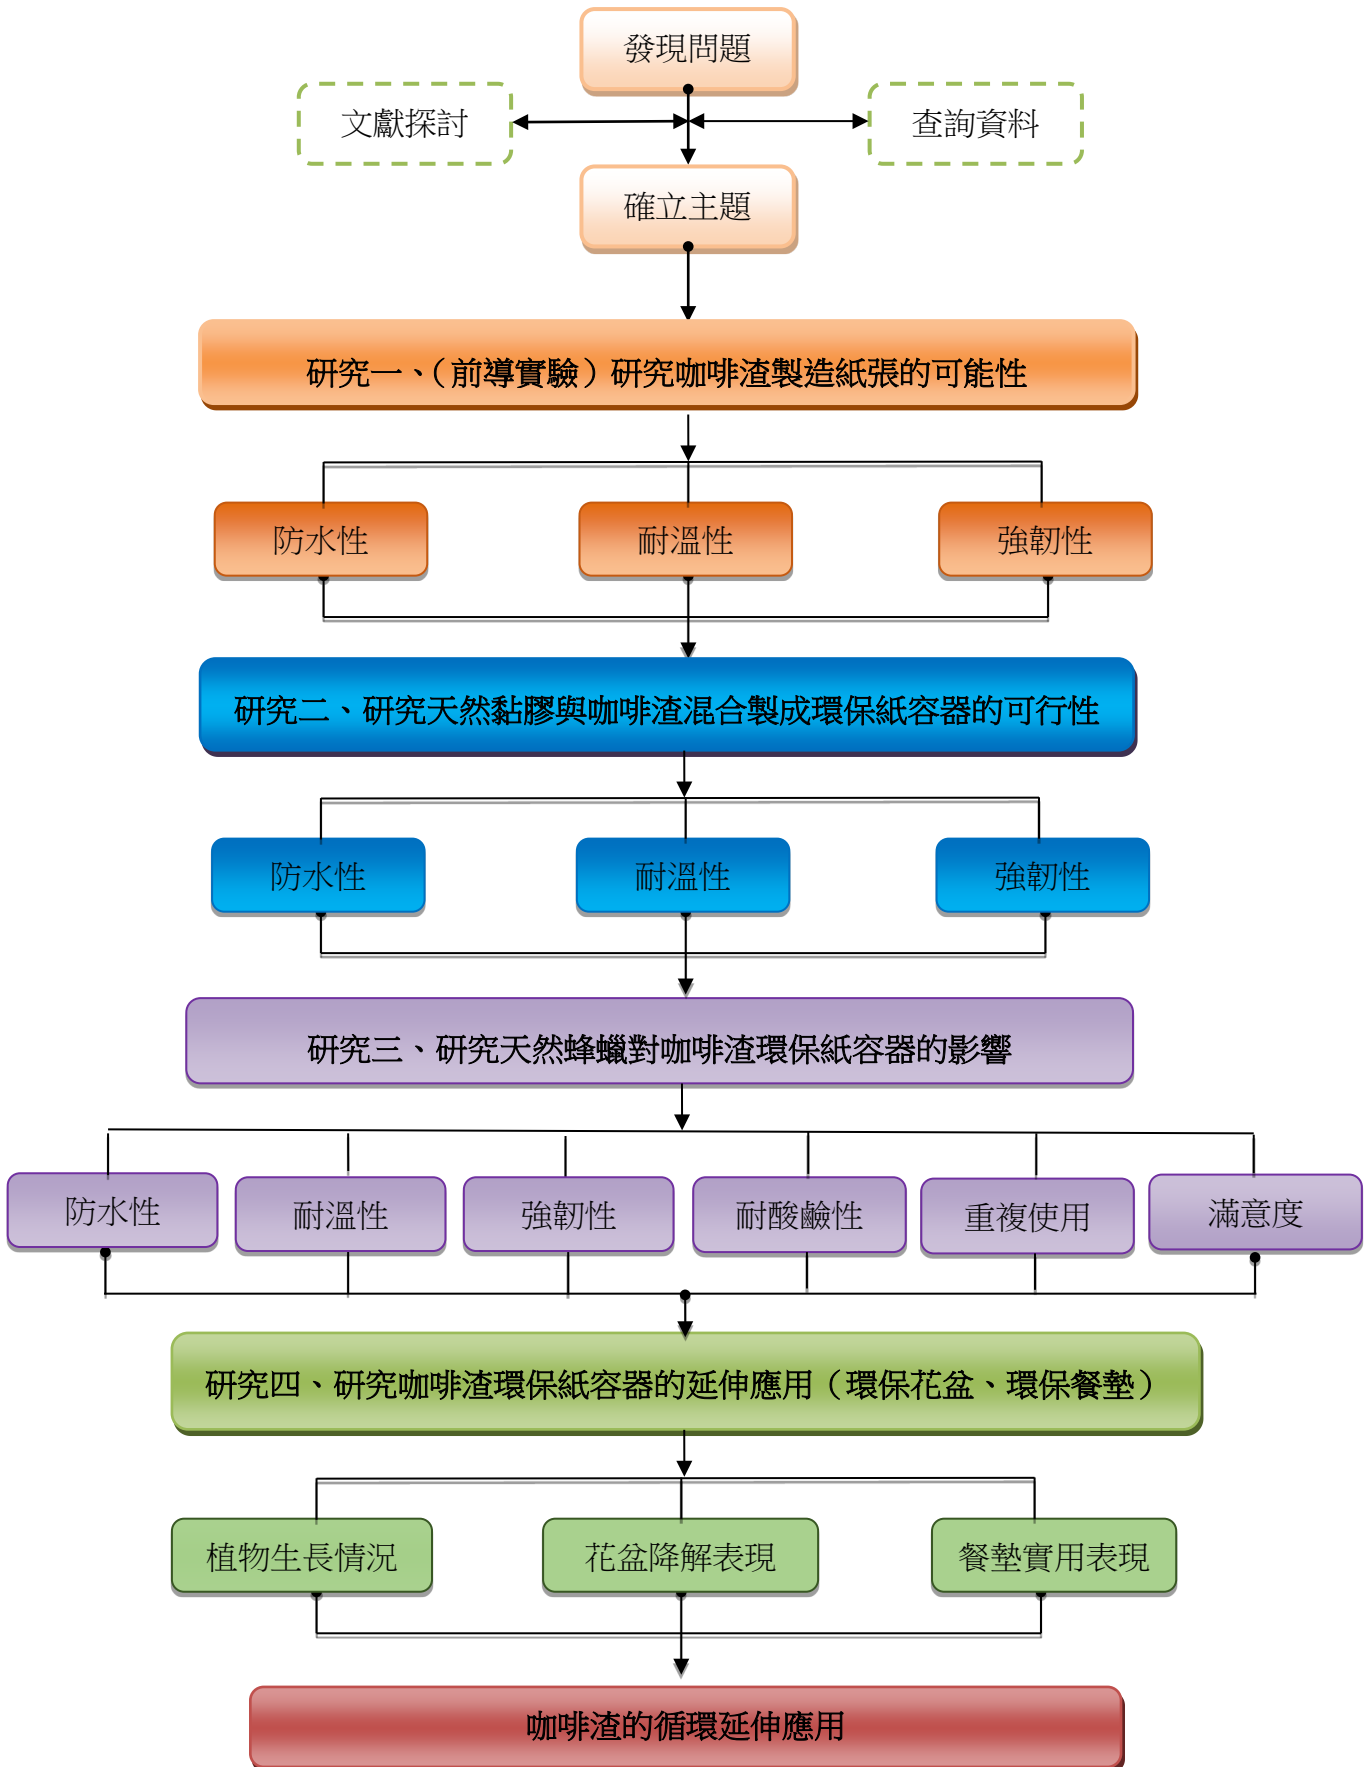 發現問題
文獻探討
查詢資料
確立主題
研究一、（前導實驗）研究咖啡渣製造紙張的可能性
防水性
耐溫性
強韌性
研究二、研究天然黏膠與咖啡渣混合製成環保紙容器的可行性
防水性
耐溫性
強韌性
研究三、研究天然蜂蠟對咖啡渣環保紙容器的影響
防水性
耐溫性
強韌性
耐酸鹼性
重複使用
滿意度
研究四、研究咖啡渣環保紙容器的延伸應用（環保花盆、環保餐墊）
植物生長情況
花盆降解表現
餐墊實用表現
咖啡渣的循環延伸應用